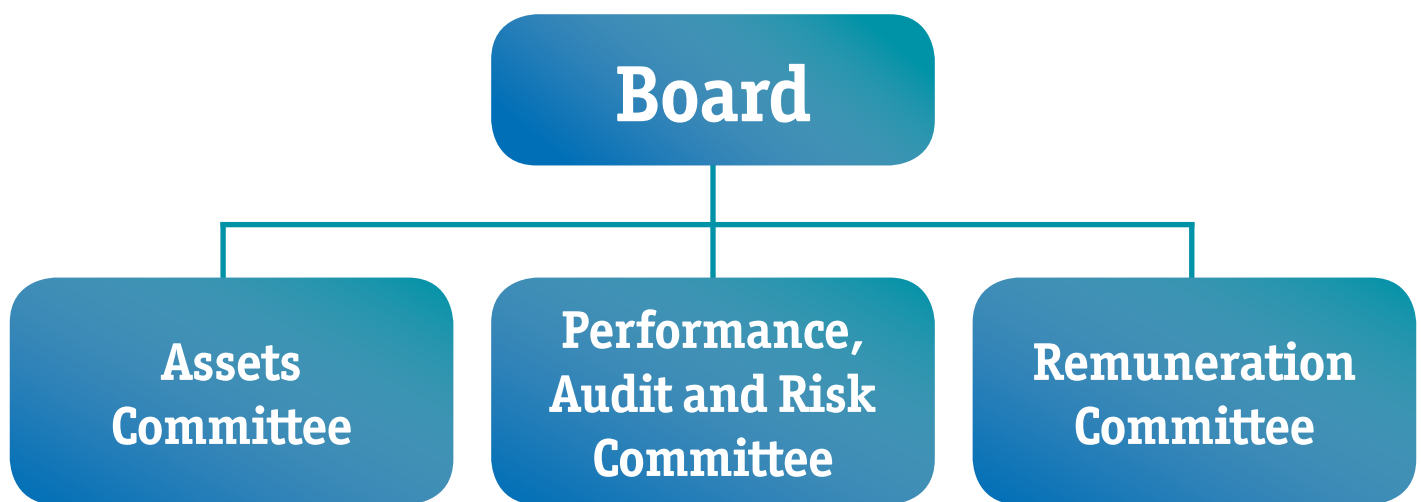 Board
Assets
Committee
Performance,
Audit and Risk
Committee
Remuneration
Committee